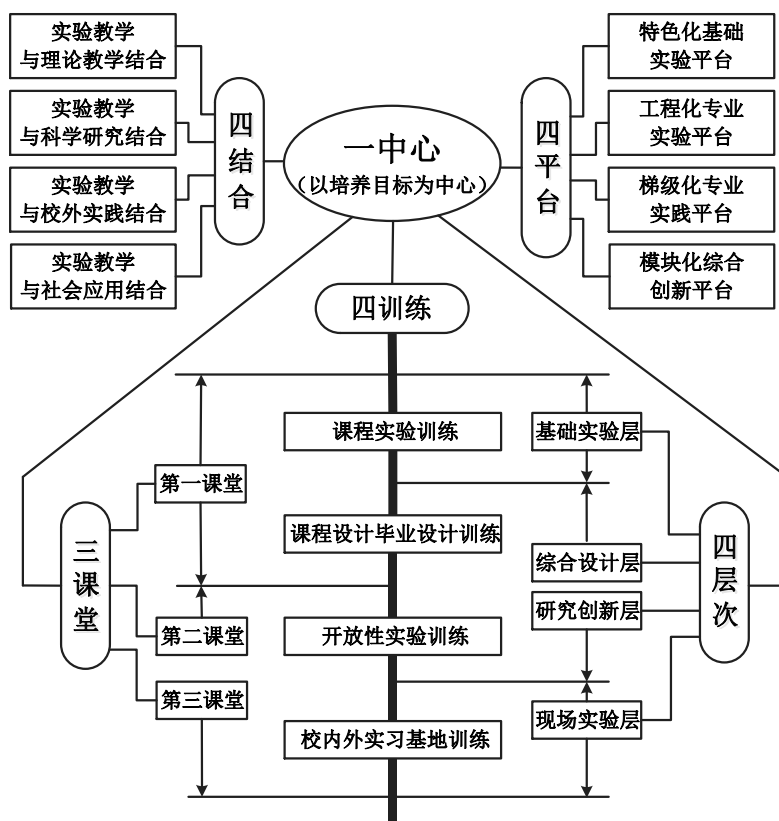 实验教学
与理论教学结合
实验教学
与科学研究结合
实验教学
与校外实践结合
实验教学
与社会应用结合
四结合
一中心
（以培养目标为中心）
四平台
特色化基础
实验平台
工程化专业
实验平台
梯级化专业
实践平台
模块化综合
创新平台
四训练
课程实验训练
课程设计毕业设计训练
开放性实验训练
校内外实习基地训练
三课堂
第一课堂
第二课堂
第三课堂
基础实验层
综合设计层
研究创新层
现场实验层
四层次